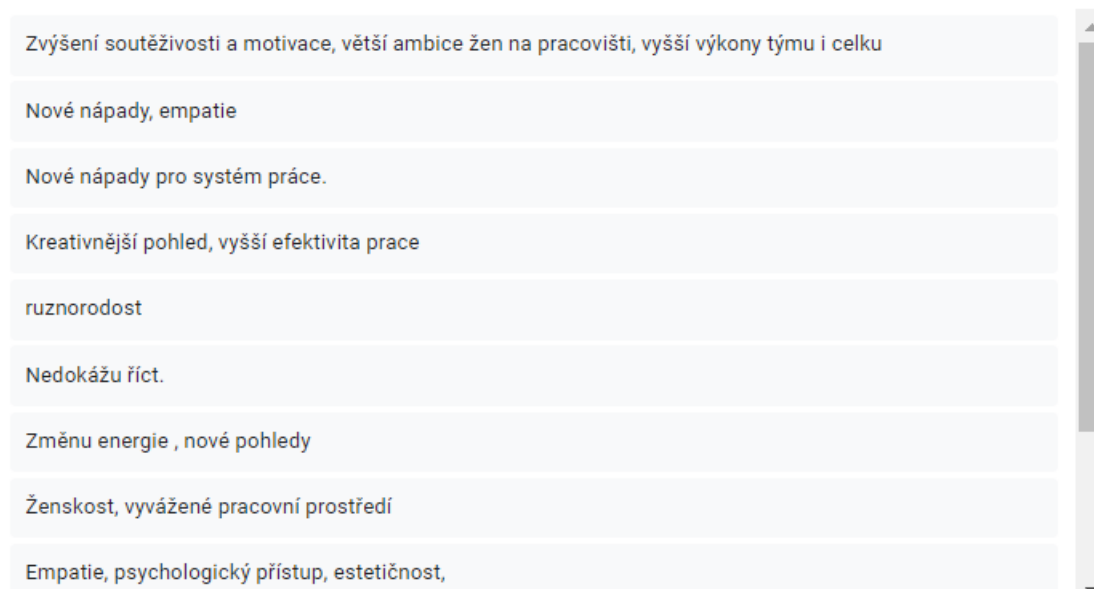 Zvýšení soutěživosti a motivace, větší ambice žen na pracovišti, vyšší výkony týmu i celku
Nové nápady, empatie
Nové nápady pro systém práce.
Kreativnější pohled, vyšší efektivita prace
ruznorodost
Nedokážu říct.
Změnu energie , nové pohledy
Ženskost, vyvážené pracovní prostředí
Empatie, psychologický přístup, estetičnost,